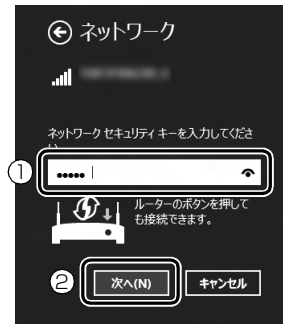 ネットワーク
ネットワーク セキュリティ キーを入力してくださ
い
①
•••••
ルーターのボタンを押して
も接続できます。
②
次へ(N)
キャンセル